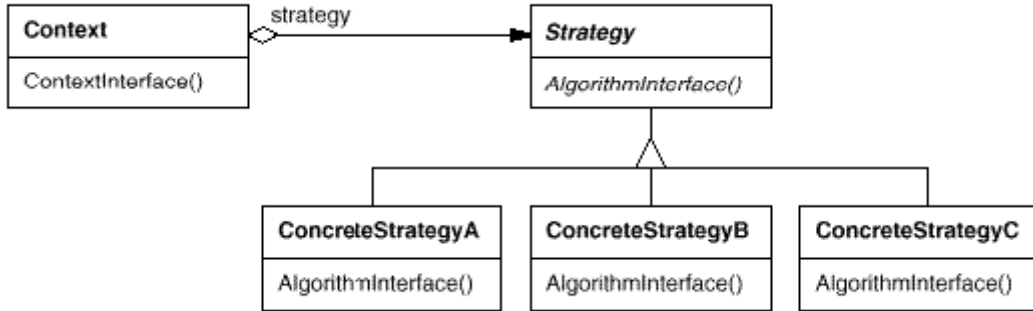 Context
ContextInterface()
strategy
Strategy
AlgorithmInterface()
ConcreteStrategyA
AlgorithmInterface()
ConcreteStrategyB
AlgorithmInterface()
ConcreteStrategyC
AlgorithmInterface()